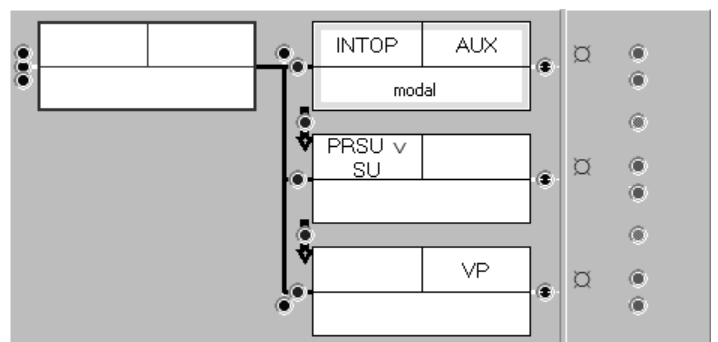 INTOP AUX
modal
PRSU ∨
SU
VP